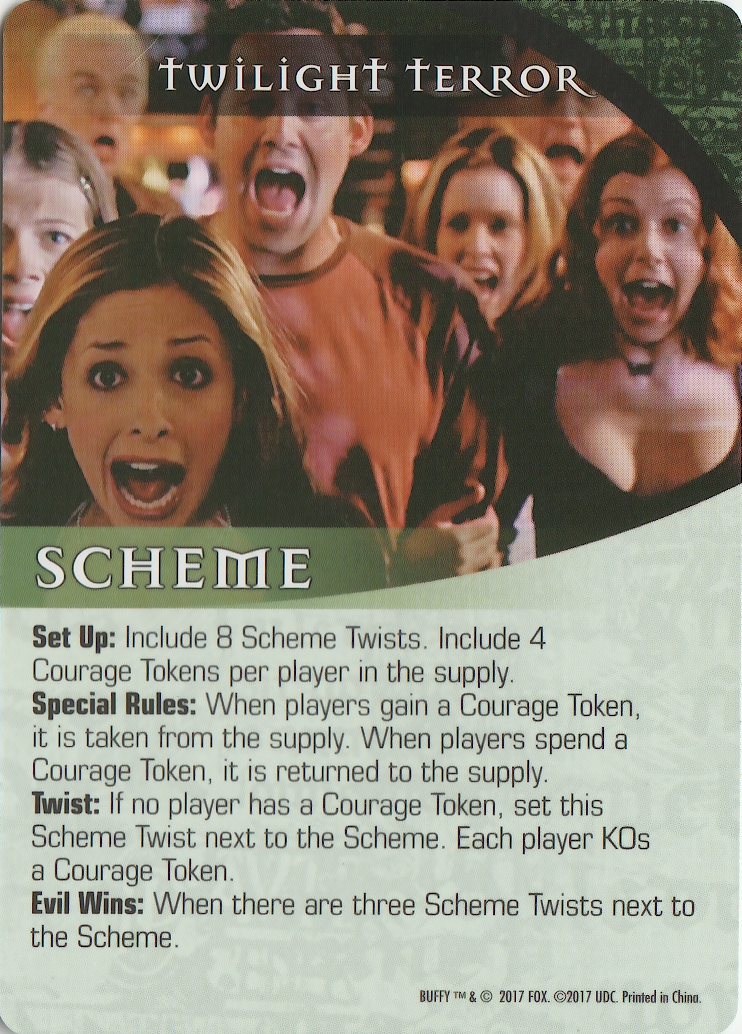 TWILIGHT TERROR
SCHEME
Set Up: Include 8 Scheme Twists. Include 4
Courage Tokens per player in the supply.
Special Rules: When players gain a Courage Token,
it is taken from the supply. When players spend a
Courage Token, it is returned to the supply.
Twist: If no player has a Courage Token, set this
Scheme Twist next to the Scheme. Each player KOs
a Courage Token.
Evil Wins: When there are three Scheme Twists next to
the Scheme.
BUFFY ™ & © 2017 FOX. ©2017 UDC. Printed in China.